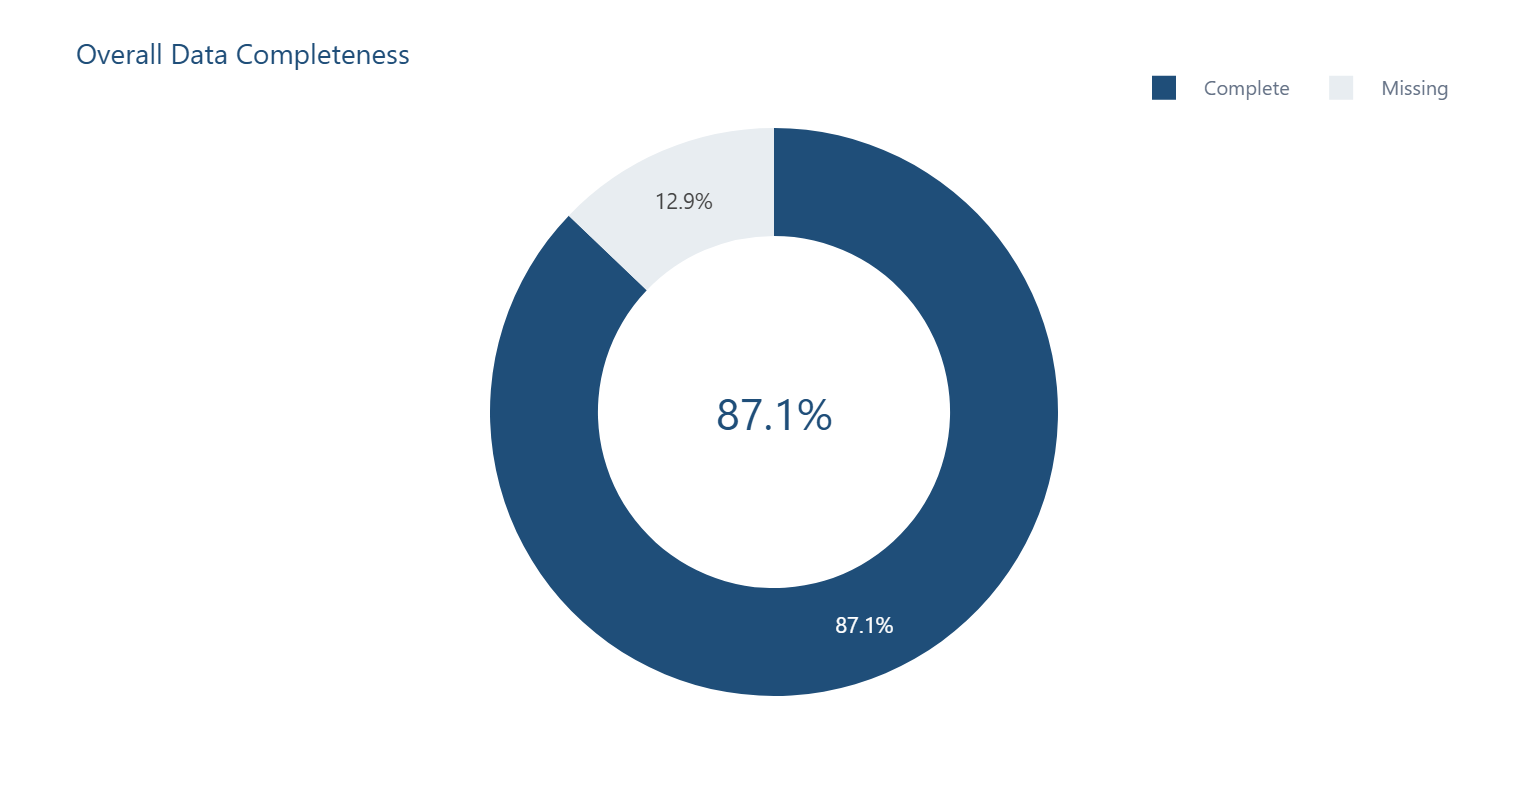 Overall Data Completeness
Complete
Missing
12.9%
87.1%
87.1%